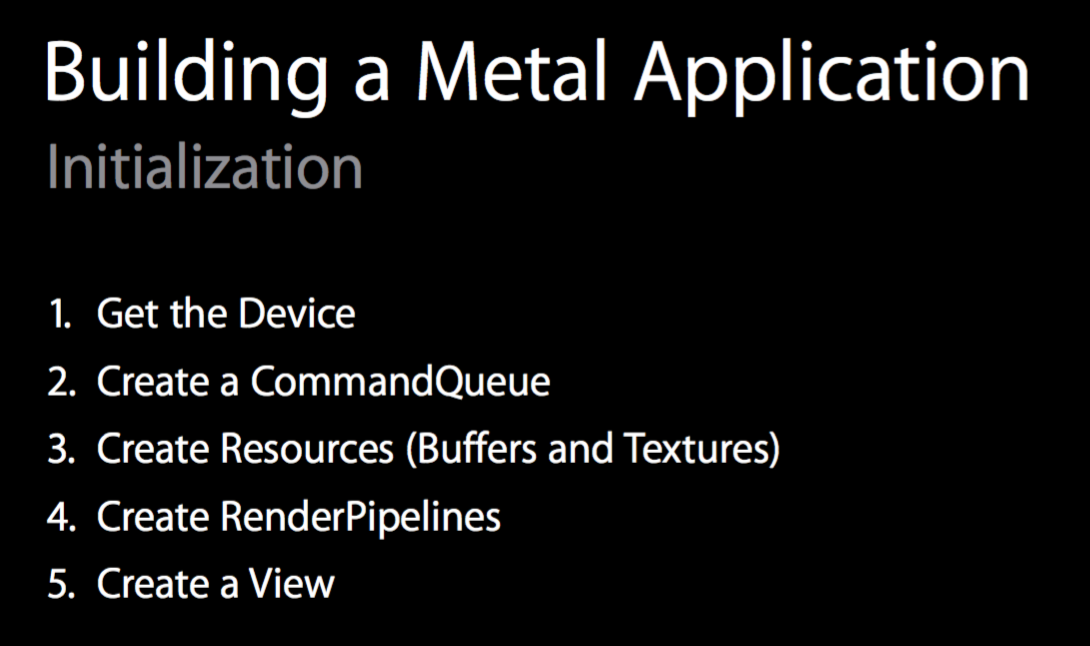 Building a Metal Application
Initialization
1. Get the Device
2. Create a CommandQueue
3. Create Resources (Buffers and Textures)
4. Create RenderPipelines
5. Create a View